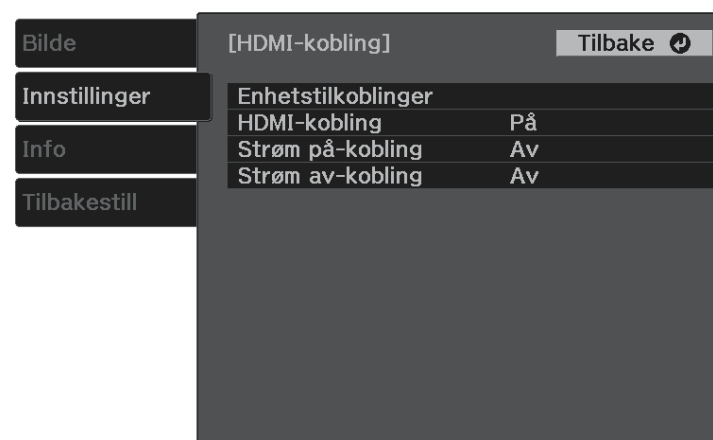 Bilde
Innstillinger
Info
Tilbakestill
[HDMI-kobling]
Tilbake
Enhetstilkoblinger
HDMI-kobling På
Strøm på-kobling Av
Strøm av-kobling Av